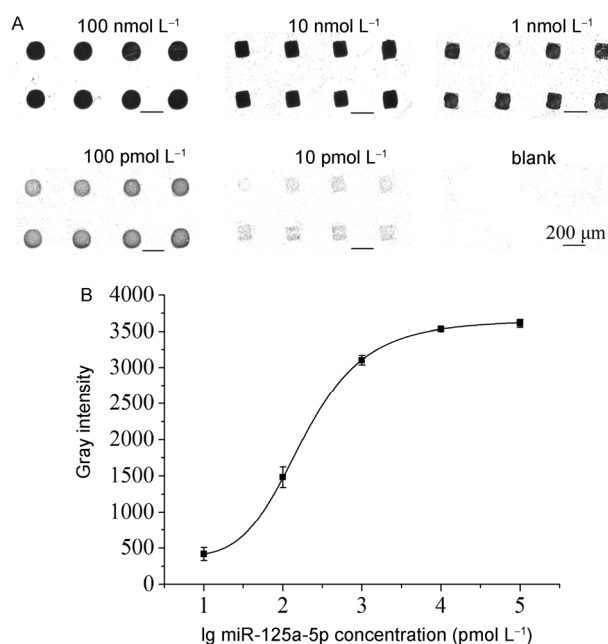 A
100 nmol L⁻¹ 10 nmol L⁻¹ 1 nmol L⁻¹
100 pmol L⁻¹ 10 pmol L⁻¹ blank
200 μm
B
4000
3500
3000
2500
2000
1500
1000
500
0
Gray intensity
1 2 3 4 5
lg miR-125a-5p concentration (pmol L⁻¹)